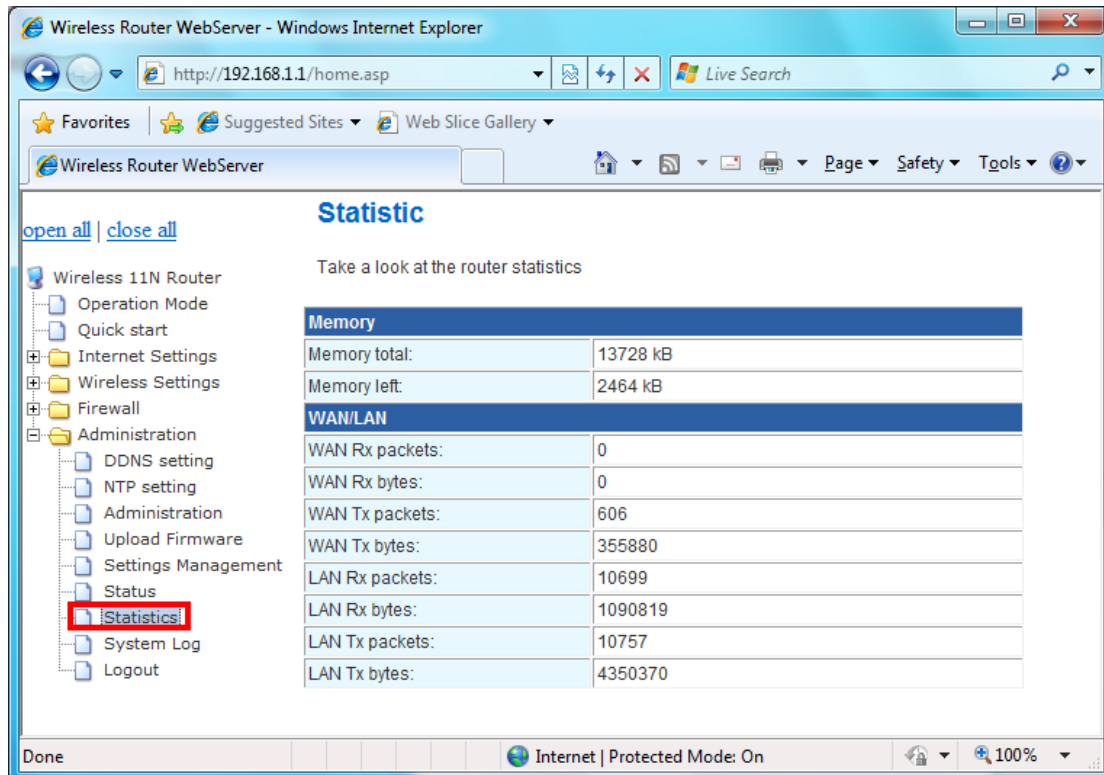 Wireless Router WebServer - Windows Internet Explorer
http://192.168.1.1/home.asp
Live Search
Favorites
Suggested Sites
Web Slice Gallery
Wireless Router WebServer
Page
Safety
Tools
open all | close all
Wireless 11N Router
Operation Mode
Quick start
Internet Settings
Wireless Settings
Firewall
Administration
DDNS setting
NTP setting
Administration
Upload Firmware
Settings Management
Status
Statistics
System Log
Logout
Statistic
Take a look at the router statistics
Memory
Memory total: 13728 kB
Memory left: 2464 kB
WAN/LAN
WAN Rx packets: 0
WAN Rx bytes: 0
WAN Tx packets: 606
WAN Tx bytes: 355880
LAN Rx packets: 10699
LAN Rx bytes: 1090819
LAN Tx packets: 10757
LAN Tx bytes: 4350370
Done
Internet | Protected Mode: On
100%